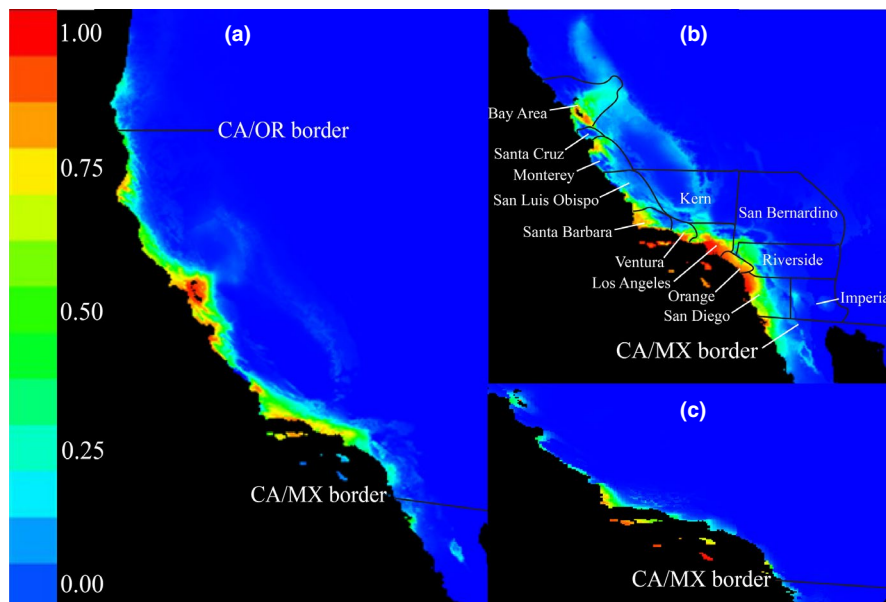 1.00
0.75
0.50
0.25
0.00
(a)
CA/OR border
CA/MX border
(b)
Bay Area
Santa Cruz
Monterey
San Luis Obispo
Kern
San Bernardino
Santa Barbara
Ventura
Riverside
Los Angeles
Orange
Imperia
San Diego
CA/MX border
(c)
CA/MX border